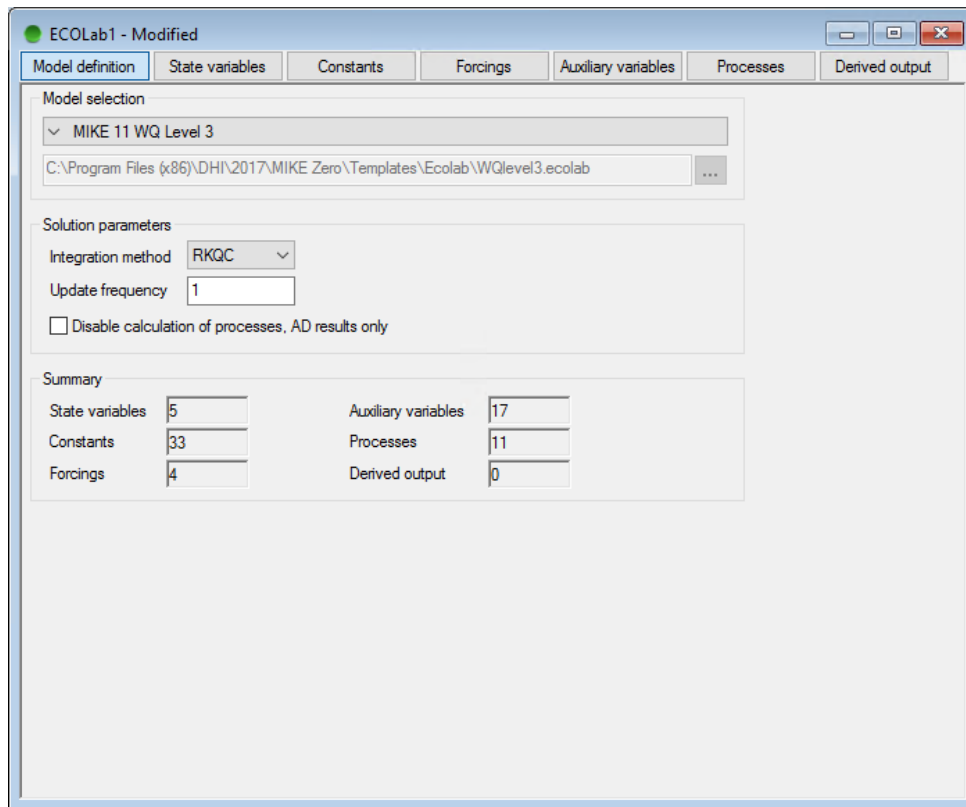 ECOLab1 - Modified
Model definition State variables Constants Forcings Auxiliary variables Processes Derived output
Model selection
MIKE 11 WQ Level 3
C:\Program Files (x86)\DHI\2017\MIKE Zero\Templates\Ecolab\WQlevel3.ecolab ...
Solution parameters
Integration method RKQC
Update frequency 1
Disable calculation of processes, AD results only
Summary
State variables 5 Auxiliary variables 17
Constants 33 Processes 11
Forcings 4 Derived output 0